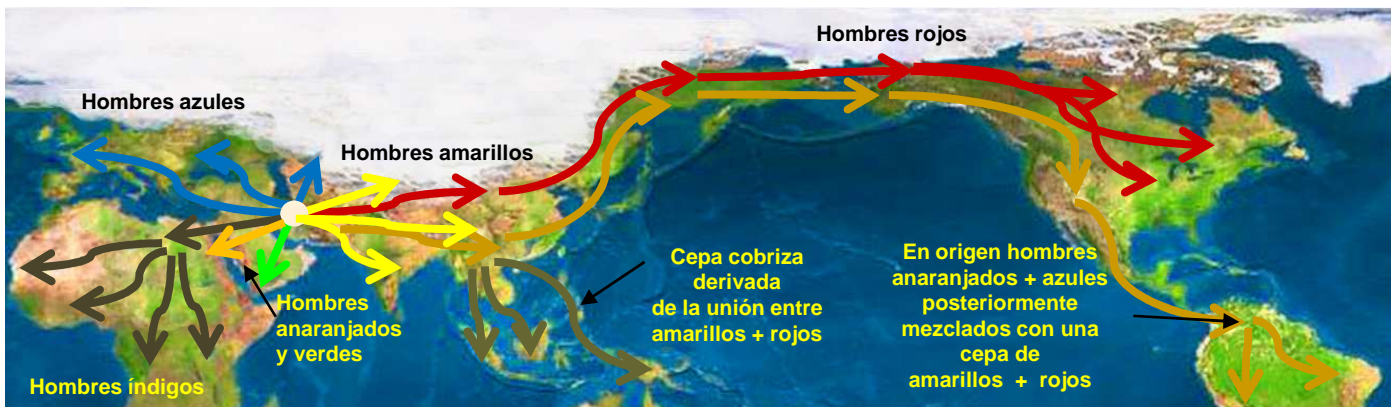 Hombres rojos
Hombres azules
Hombres amarillos
Cepa cobriza
derivada
de la unión entre
amarillos + rojos
En origen hombres
anaranjados + azules
posteriormente
mezclados con una
cepa de
amarillos + rojos
Hombres
anaranjados
y verdes
Hombres índigos